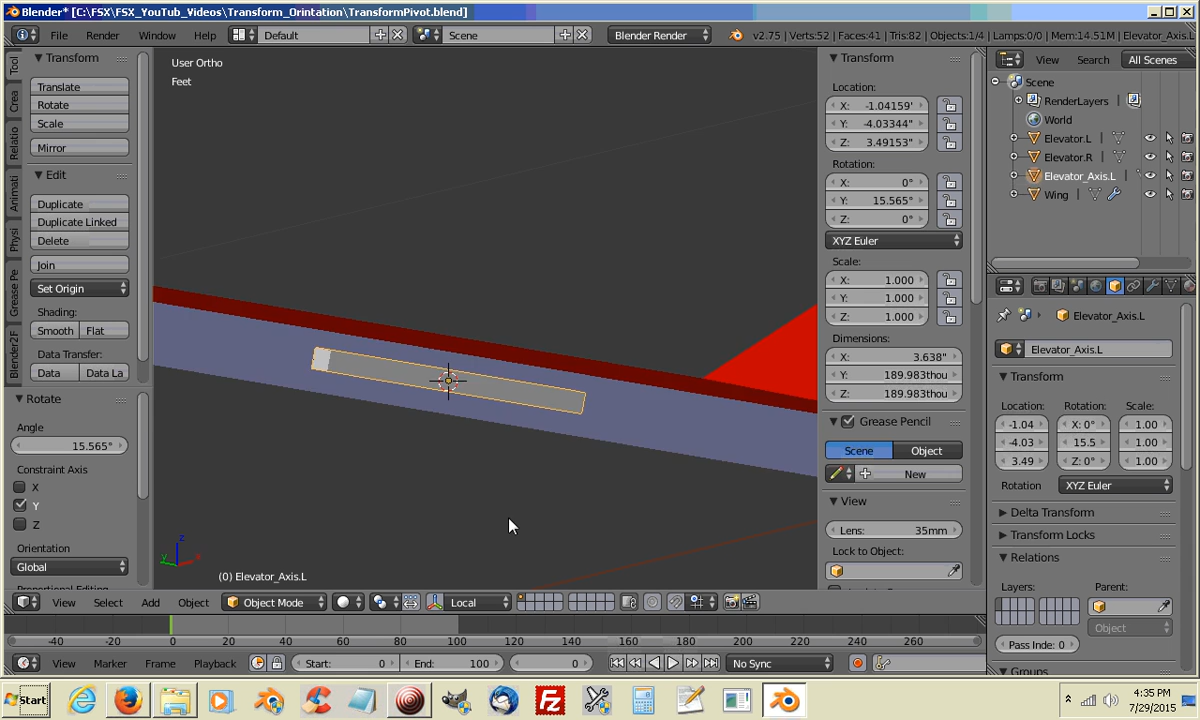 Blender* [C:\FSX\FSX_YouTub_Videos\Transform_Orintation\TransformPivot.blend]
File Render Window Help Default Scene Blender Render v2.75 | Verts:52 | Faces:41 | Tris:82 | Objects:1/4 | Lamps:0/0 | Mem:14.51M | Elevator_Axis.L
Tool
Crea
Relatio
Animati
Physi
Grease Pe
Blender2F
Transform
Translate
Rotate
Scale
Mirror
Edit
Duplicate
Duplicate Linked
Delete
Join
Set Origin
Shading:
Smooth Flat
Data Transfer:
Data Data La
Rotate
Angle
15.565°
Constraint Axis
X
Y
Z
Orientation
Global
User Ortho
Feet
z
y x
(0) Elevator_Axis.L
Transform
Location:
X: -1.04159'
Y: -4.03344"
Z: 3.49153"
Rotation:
X: 0°
Y: 15.565°
Z: 0°
XYZ Euler
Scale:
X: 1.000
Y: 1.000
Z: 1.000
Dimensions:
X: 3.638"
Y: 189.983thou
Z: 189.983thou
Grease Pencil
Scene Object
New
View
Lens: 35mm
Lock to Object:
View Search All Scenes
Scene
RenderLayers
World
Elevator.L
Elevator.R
Elevator_Axis.L
Wing
Elevator_Axis.L
Elevator_Axis.L
Transform
Location: Rotation: Scale:
-1.04 X: 0° 1.00
-4.03 15.5 1.00
3.49 Z: 0° 1.00
Rotation XYZ Euler
Delta Transform
Transform Locks
Relations
Layers: Parent:
Object
Pass Inde: 0
View Select Add Object Object Mode Local
-40 -20 0 20 40 60 80 100 120 140 160 180 200 220 240 260
View Marker Frame Playback Start: 0 End: 100 0 No Sync
Start
4:35 PM
7/29/2015